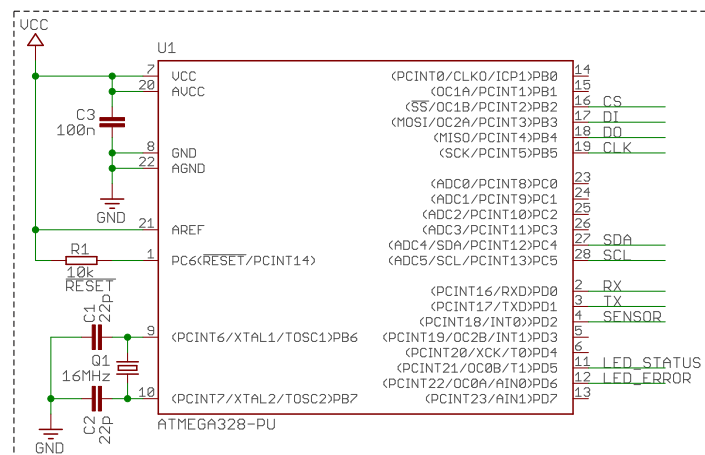 VCC
U1
7 VCC
20 AVCC
C3
100n
8 GND
22 AGND
GND
21 AREF
R1
10k
RESET
1 PC6(RESET/PCINT14)
C1
22p
9 (PCINT6/XTAL1/TOSC1)PB6
Q1
16MHz
10 (PCINT7/XTAL2/TOSC2)PB7
C2
22p
GND
ATMEGA328-PU
(PCINT0/CLKO/ICP1)PB0 14
(OC1A/PCINT1)PB1 15
(SS/OC1B/PCINT2)PB2 16 CS
(MOSI/OC2A/PCINT3)PB3 17 DI
(MISO/PCINT4)PB4 18 DO
(SCK/PCINT5)PB5 19 CLK
(ADC0/PCINT8)PC0 23
(ADC1/PCINT9)PC1 24
(ADC2/PCINT10)PC2 25
(ADC3/PCINT11)PC3 26
(ADC4/SDA/PCINT12)PC4 27 SDA
(ADC5/SCL/PCINT13)PC5 28 SCL
(PCINT16/RXD)PD0 2 RX
(PCINT17/TXD)PD1 3 TX
(PCINT18/INT0))PD2 4 SENSOR
(PCINT19/OC2B/INT1)PD3 5
(PCINT20/XCK/T0)PD4 6
(PCINT21/OC0B/T1)PD5 11 LED_STATUS
(PCINT22/OC0A/AIN0)PD6 12 LED_ERROR
(PCINT23/AIN1)PD7 13